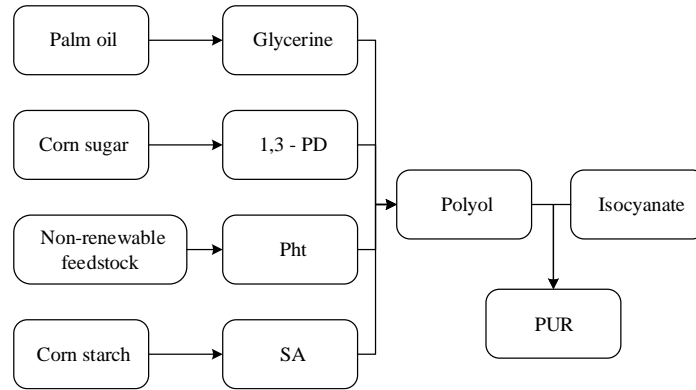 Palm oil
Glycerine
Corn sugar
1,3 - PD
Polyol
Isocyanate
Non-renewable
feedstock
Pht
PUR
Corn starch
SA